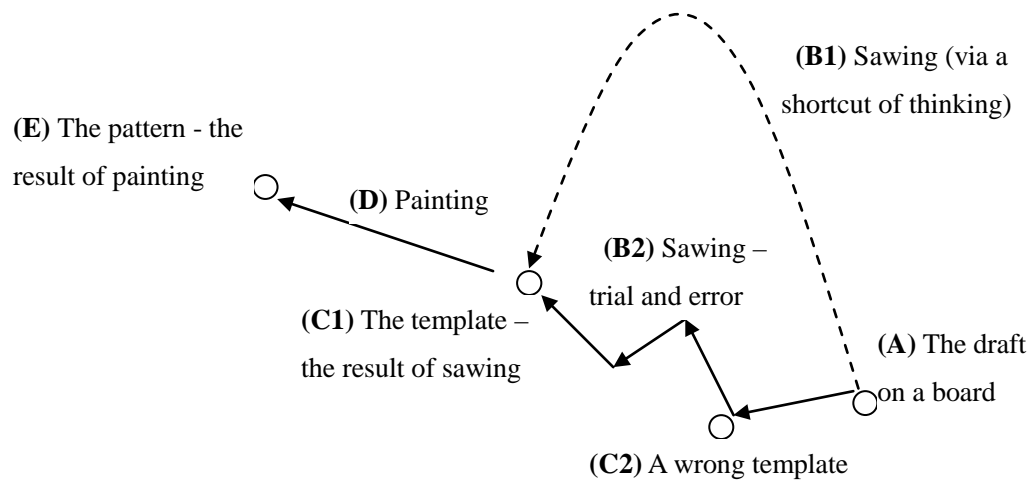 (B1) Sawing (via a
shortcut of thinking)
(E) The pattern - the
result of painting
(D) Painting
(B2) Sawing –
trial and error
(C1) The template –
the result of sawing
(A) The draft
on a board
(C2) A wrong template